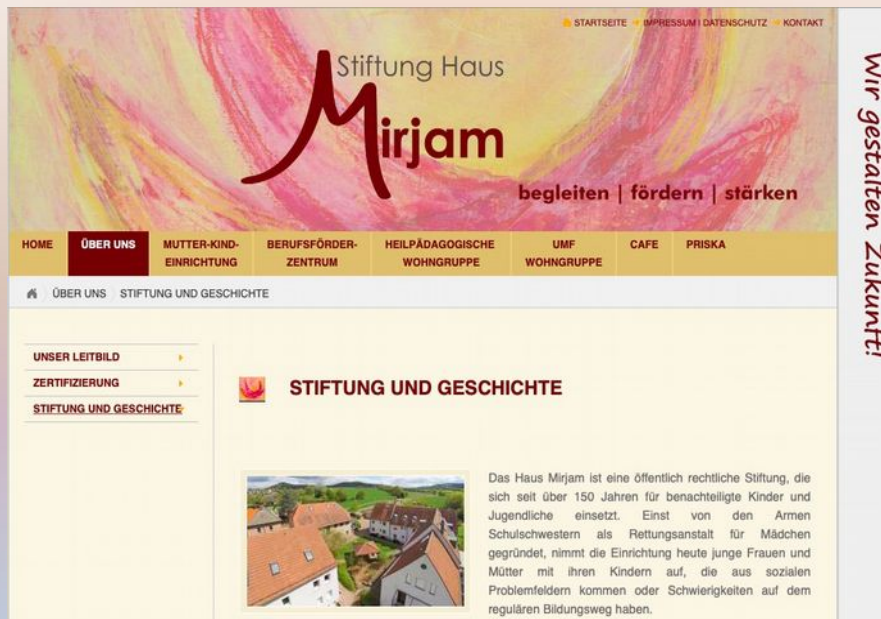 STARTSEITE IMPRESSUM I DATENSCHUTZ KONTAKT
Stiftung Haus
Mirjam
begleiten | fördern | stärken
Wir gestalten Zukunft!
HOME ÜBER UNS MUTTER-KIND-EINRICHTUNG BERUFSFÖRDER-ZENTRUM HEILPÄDAGOGISCHE WOHNGRUPPE UMF WOHNGRUPPE CAFE PRISKA
ÜBER UNS STIFTUNG UND GESCHICHTE
UNSER LEITBILD
ZERTIFIZIERUNG
STIFTUNG UND GESCHICHTE
STIFTUNG UND GESCHICHTE
Das Haus Mirjam ist eine öffentlich rechtliche Stiftung, die
sich seit über 150 Jahren für benachteiligte Kinder und
Jugendliche einsetzt. Einst von den Armen
Schulschwestern als Rettungsanstalt für Mädchen
gegründet, nimmt die Einrichtung heute junge Frauen und
Mütter mit ihren Kindern auf, die aus sozialen
Problemfeldern kommen oder Schwierigkeiten auf dem
regulären Bildungsweg haben.